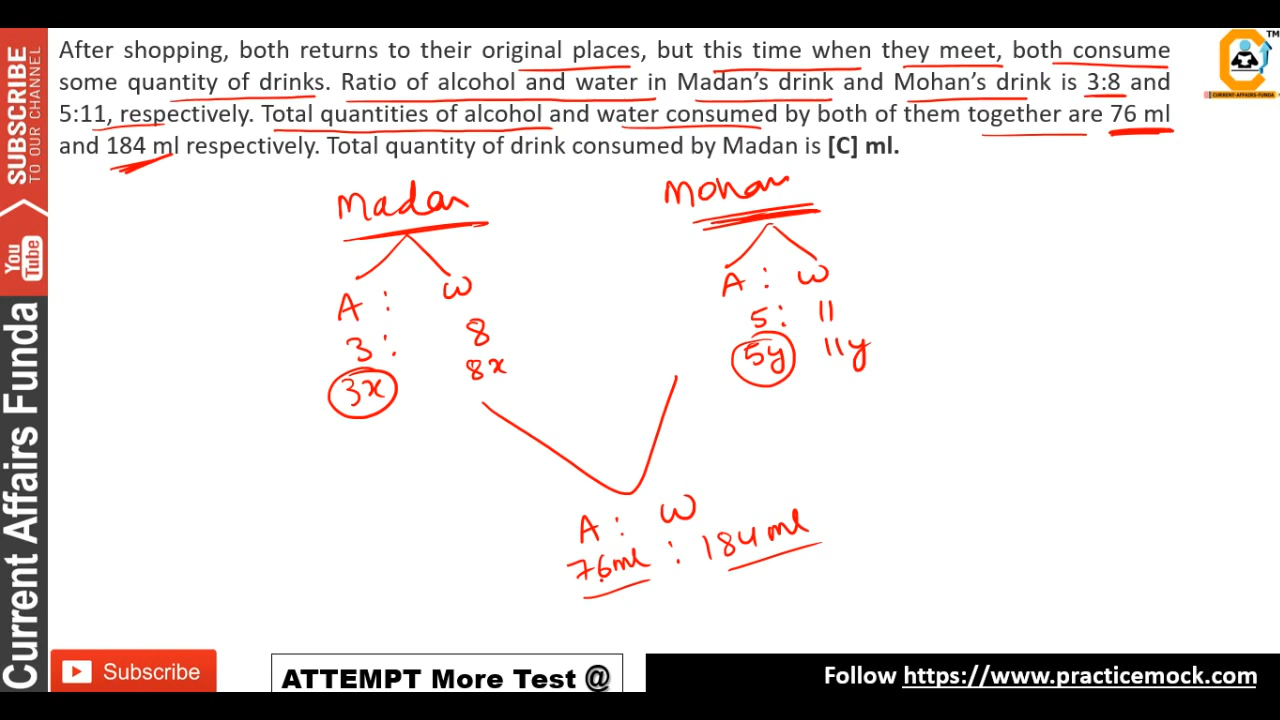 After shopping, both returns to their original places, but this time when they meet, both consume
some quantity of drinks. Ratio of alcohol and water in Madan's drink and Mohan's drink is 3:8 and
5:11, respectively. Total quantities of alcohol and water consumed by both of them together are 76 ml
and 184 ml respectively. Total quantity of drink consumed by Madan is [C] ml.
TM
CURRENT-AFFAIRS-FUNDA
SUBSCRIBE
TO OUR CHANNEL
You Tube
Current Affairs Funda
Madan
Mohan
A : W
A : W
3 : 8
5 : 11
3x 8x
5y 11y
A : W
76ml : 184ml
Subscribe
ATTEMPT More Test @
Follow https://www.practicemock.com